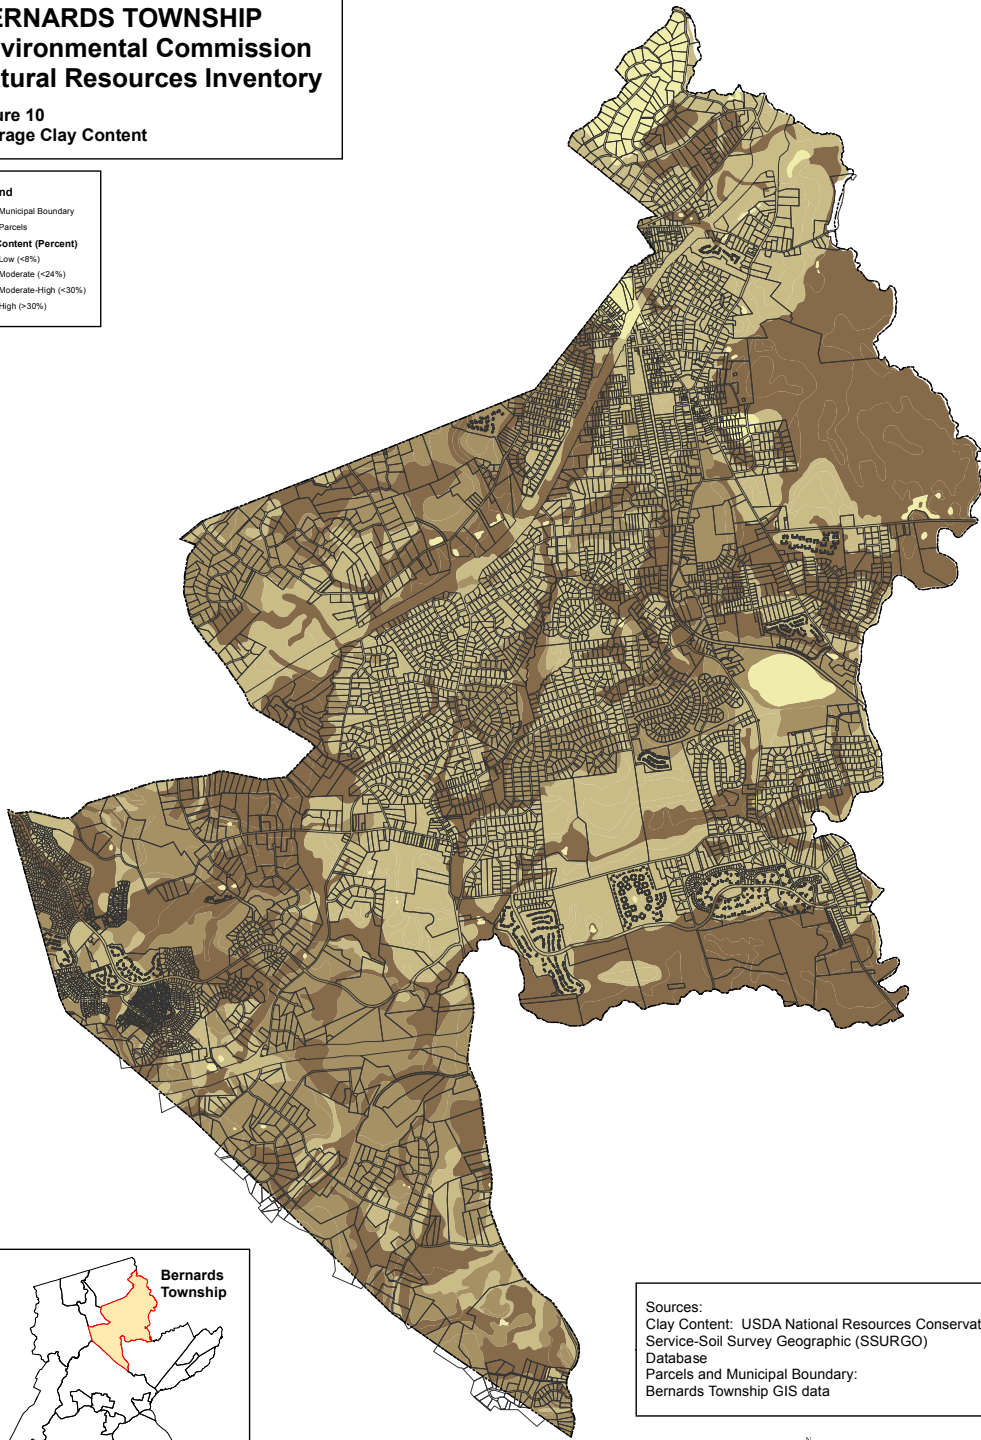 ERNARDS TOWNSHIP
vironmental Commission
tural Resources Inventory
ure 10
rage Clay Content
nd
Municipal Boundary
Parcels
Content (Percent)
Low (<8%)
Moderate (<24%)
Moderate-High (<30%)
High (>30%)
Bernards
Township
Sources:
Clay Content: USDA National Resources Conservat
Service-Soil Survey Geographic (SSURGO)
Database
Parcels and Municipal Boundary:
Bernards Township GIS data
N